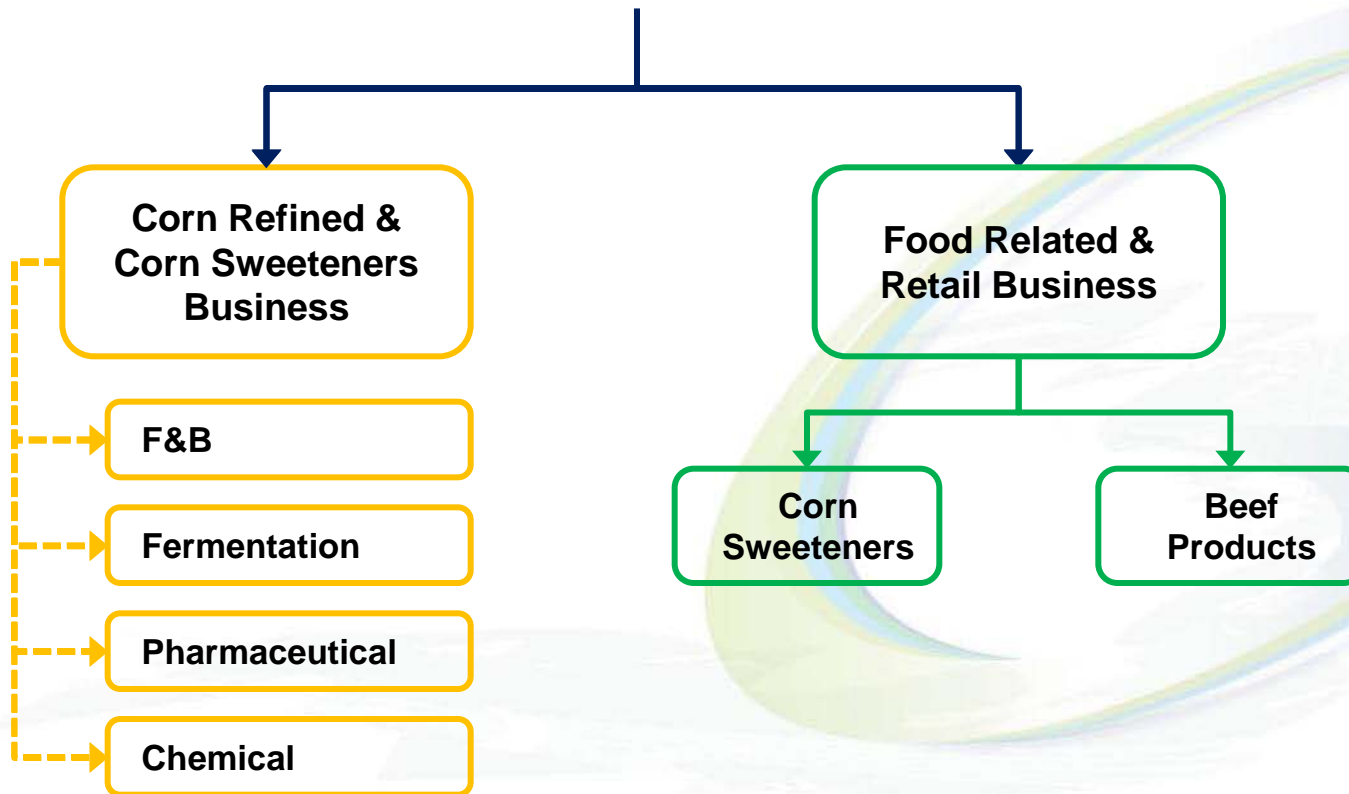 Corn Refined &
Corn Sweeteners
Business
F&B
Fermentation
Pharmaceutical
Chemical
Food Related &
Retail Business
Corn
Sweeteners
Beef
Products